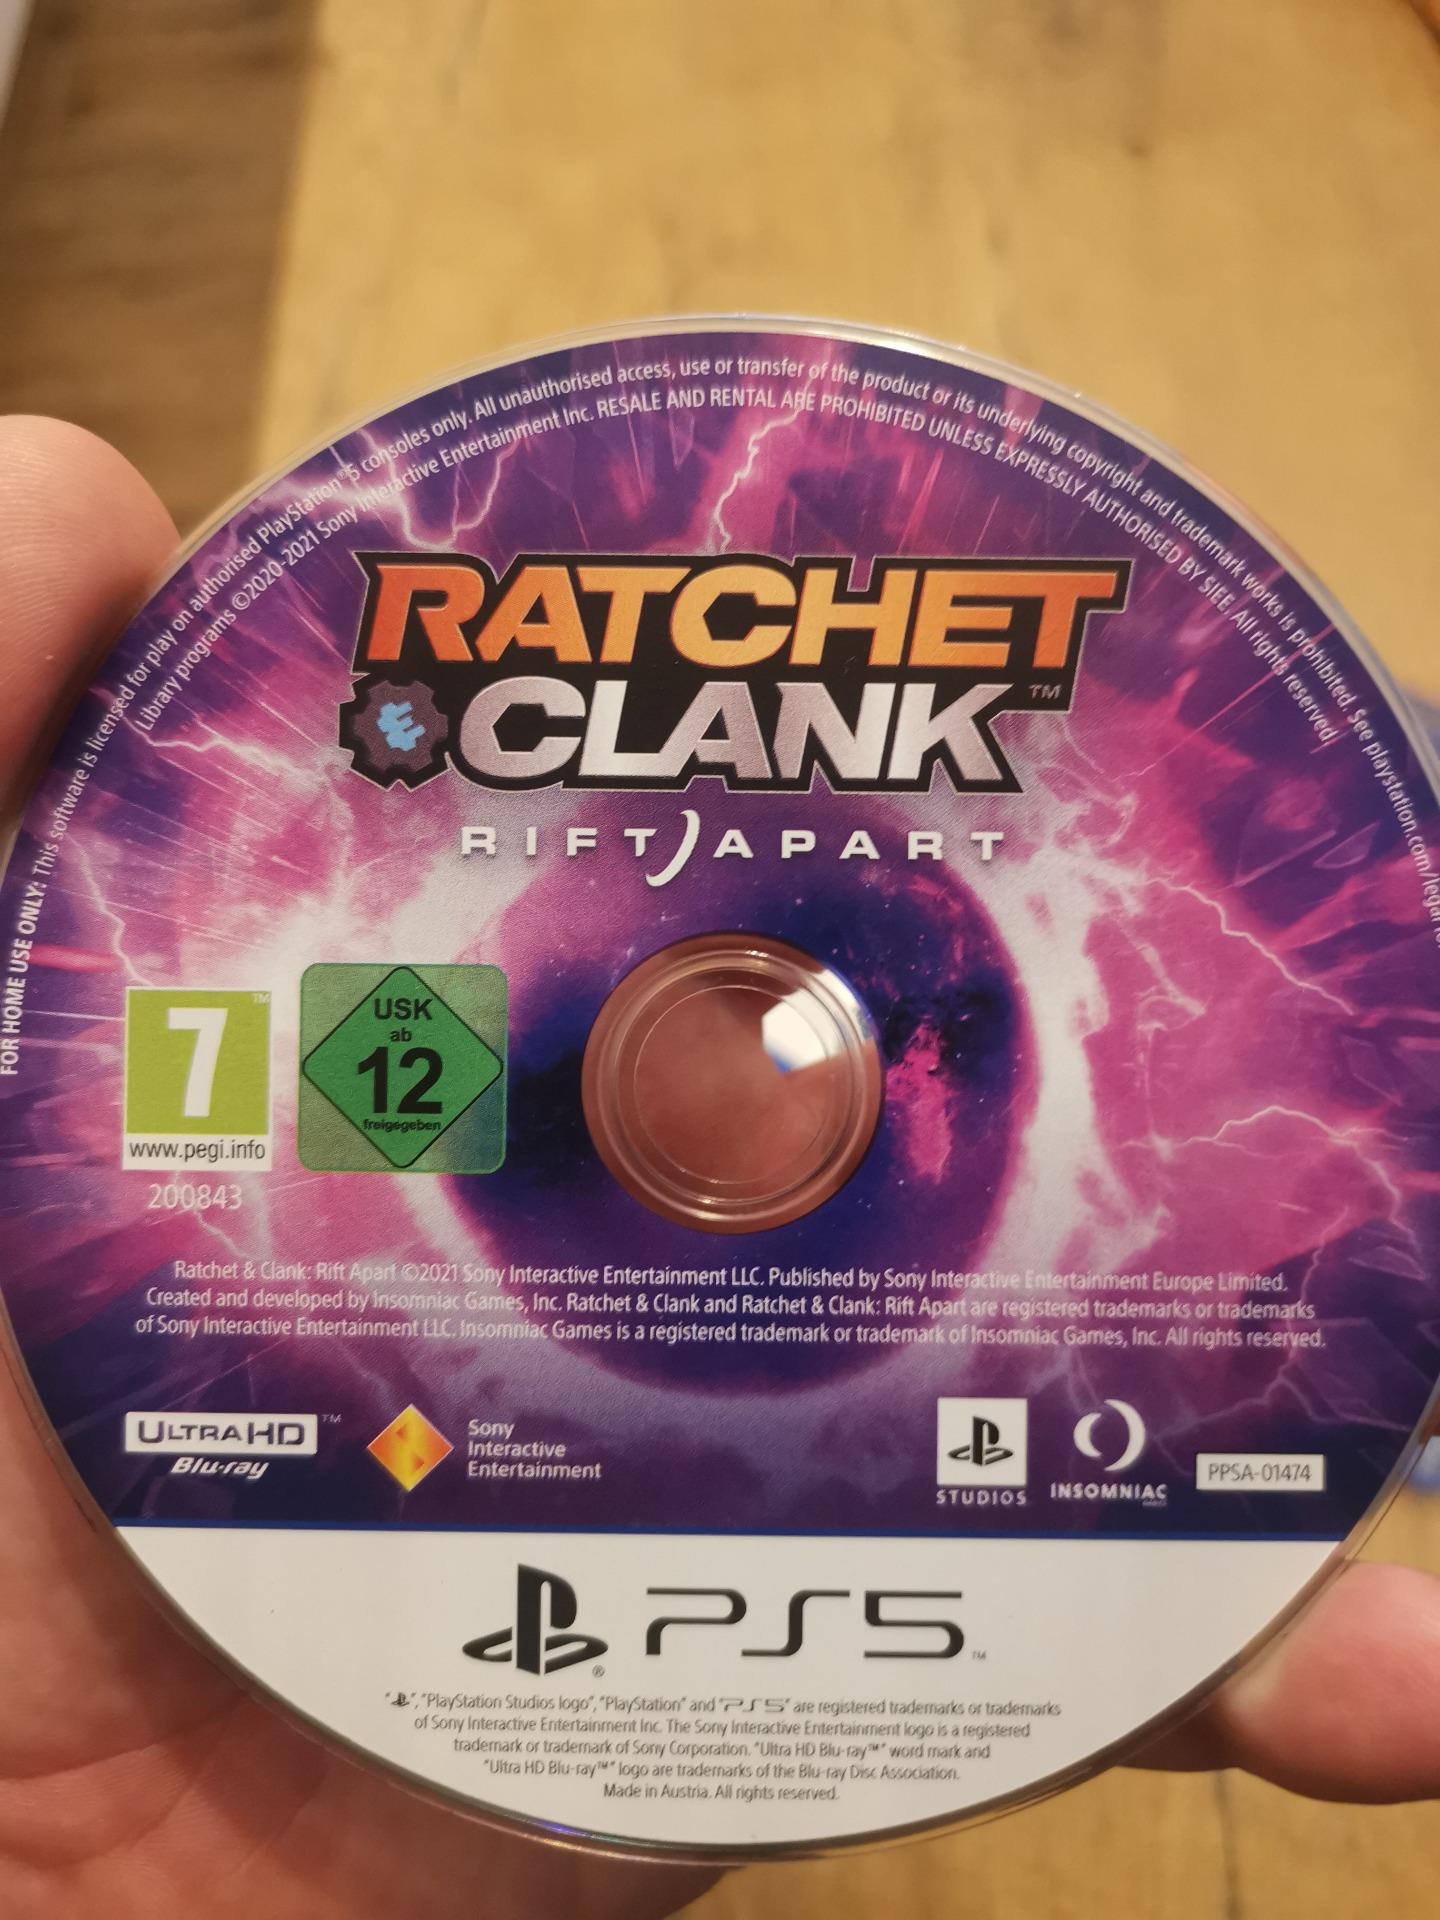 FOR HOME USE ONLY: This software is licensed for play on authorised PlayStation®5 consoles only. All unauthorised access, use or transfer of the product or its underlying copyright and trademark works is prohibited. See playstation.com/legal
Library programs ©2020-2021 Sony Interactive Entertainment Inc. RESALE AND RENTAL ARE PROHIBITED UNLESS EXPRESSLY AUTHORISED BY SIEE. All rights reserved.
RATCHET
& CLANK™
RIFT APART
7™
www.pegi.info
200843
USK
ab
12
freigegeben
Ratchet & Clank: Rift Apart ©2021 Sony Interactive Entertainment LLC. Published by Sony Interactive Entertainment Europe Limited.
Created and developed by Insomniac Games, Inc. Ratchet & Clank and Ratchet & Clank: Rift Apart are registered trademarks or trademarks
of Sony Interactive Entertainment LLC. Insomniac Games is a registered trademark or trademark of Insomniac Games, Inc. All rights reserved.
ULTRA HD™
Blu-ray
Sony
Interactive
Entertainment
STUDIOS
INSOMNIAC
PPSA-01474
® PS5™
"", "PlayStation Studios logo", "PlayStation" and "PS5" are registered trademarks or trademarks
of Sony Interactive Entertainment Inc. The Sony Interactive Entertainment logo is a registered
trademark or trademark of Sony Corporation. "Ultra HD Blu-ray™" word mark and
"Ultra HD Blu-ray™" logo are trademarks of the Blu-ray Disc Association.
Made in Austria. All rights reserved.